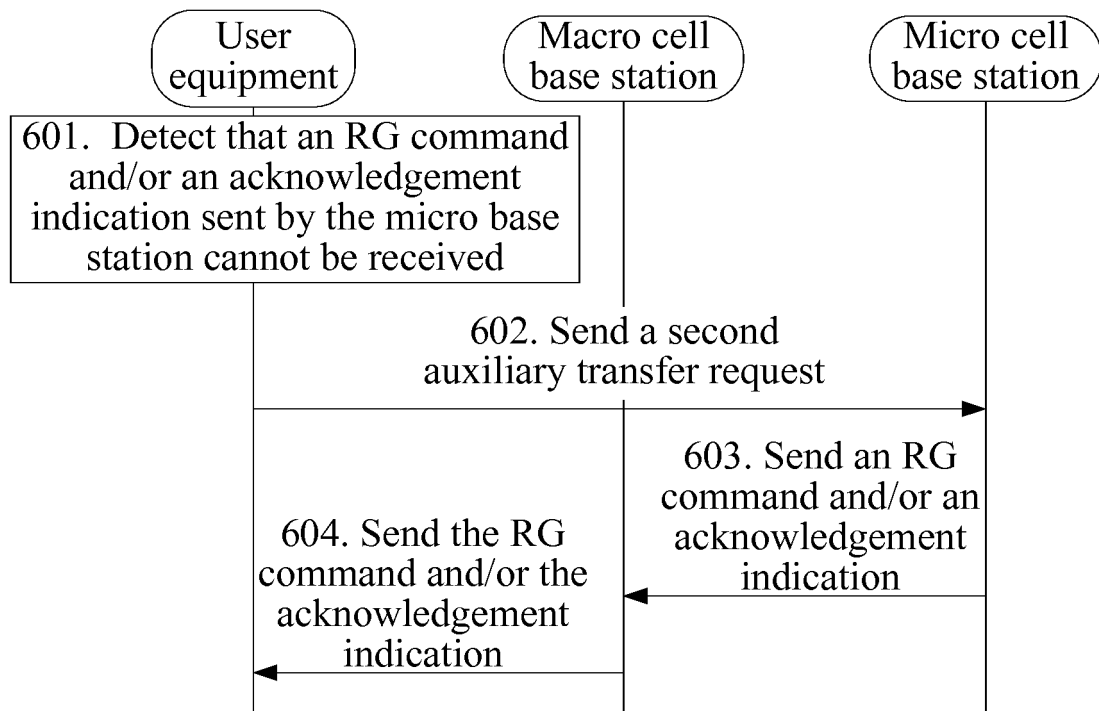 User
equipment
Macro cell
base station
Micro cell
base station
601. Detect that an RG command
and/or an acknowledgement
indication sent by the micro base
station cannot be received
602. Send a second
auxiliary transfer request
603. Send an RG
command and/or an
acknowledgement
indication
604. Send the RG
command and/or the
acknowledgement
indication